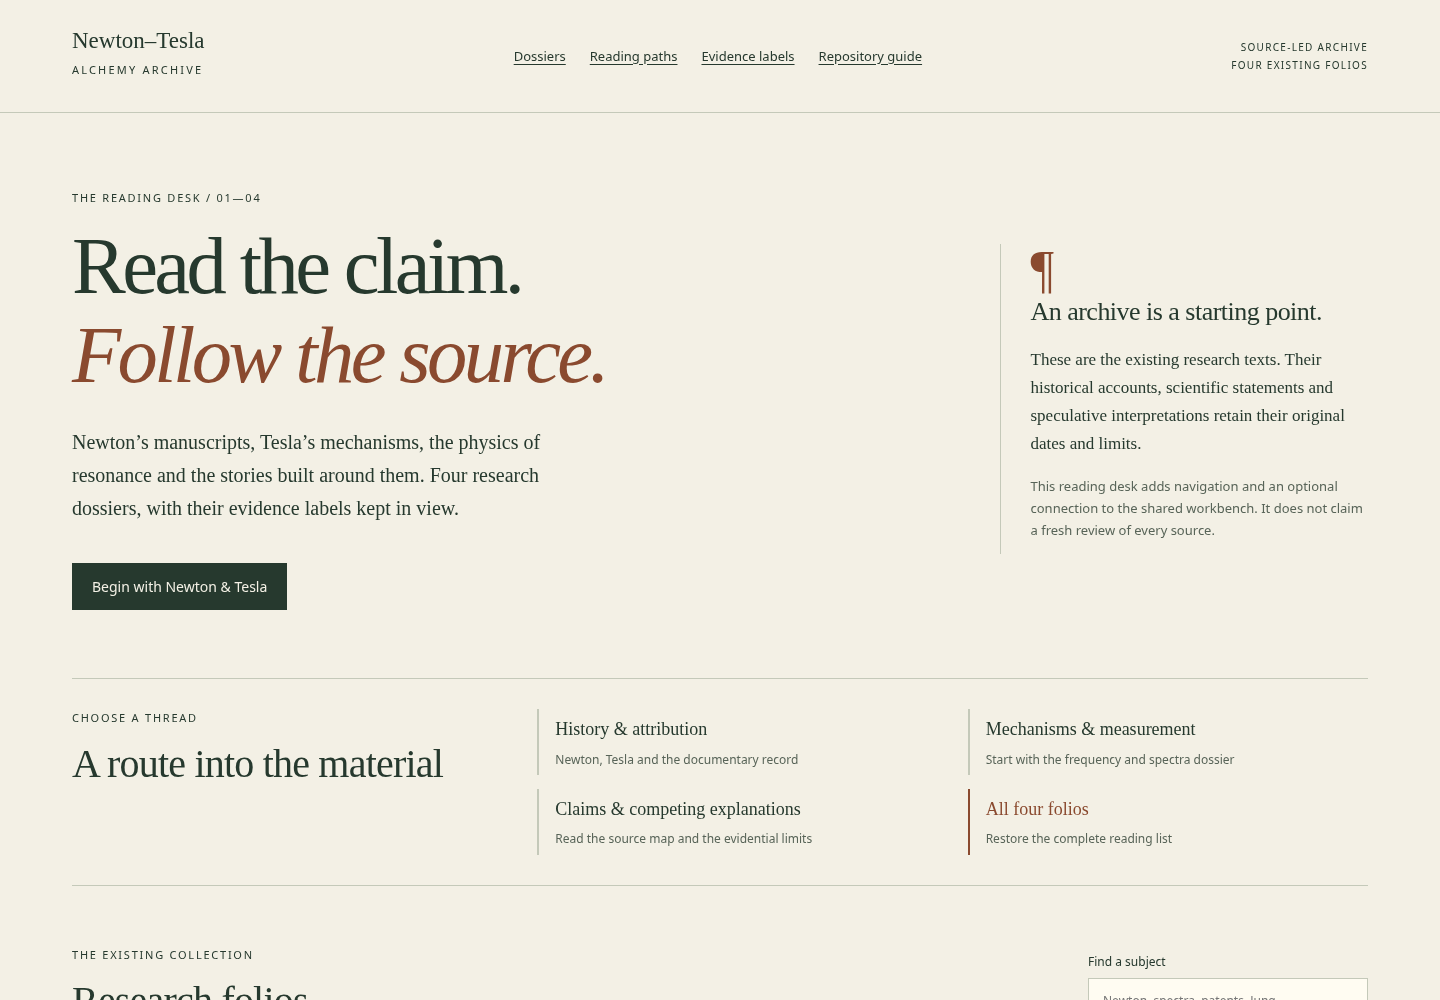 Newton–Tesla
ALCHEMY ARCHIVE
Dossiers
Reading paths
Evidence labels
Repository guide
SOURCE-LED ARCHIVE
FOUR EXISTING FOLIOS
THE READING DESK / 01—04
Read the claim.
Follow the source.
Newton’s manuscripts, Tesla’s mechanisms, the physics of
resonance and the stories built around them. Four research
dossiers, with their evidence labels kept in view.
Begin with Newton & Tesla
¶
An archive is a starting point.
These are the existing research texts. Their
historical accounts, scientific statements and
speculative interpretations retain their original
dates and limits.
This reading desk adds navigation and an optional
connection to the shared workbench. It does not claim
a fresh review of every source.
CHOOSE A THREAD
A route into the material
History & attribution
Newton, Tesla and the documentary record
Mechanisms & measurement
Start with the frequency and spectra dossier
Claims & competing explanations
Read the source map and the evidential limits
All four folios
Restore the complete reading list
THE EXISTING COLLECTION
Research folios
Find a subject
Newton, spectra, patents, Jung